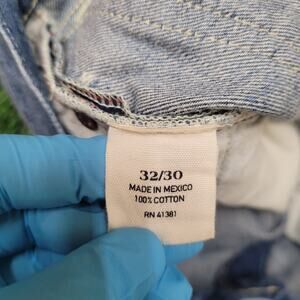 32/30
MADE IN MEXICO
100% COTTON
RN 41381